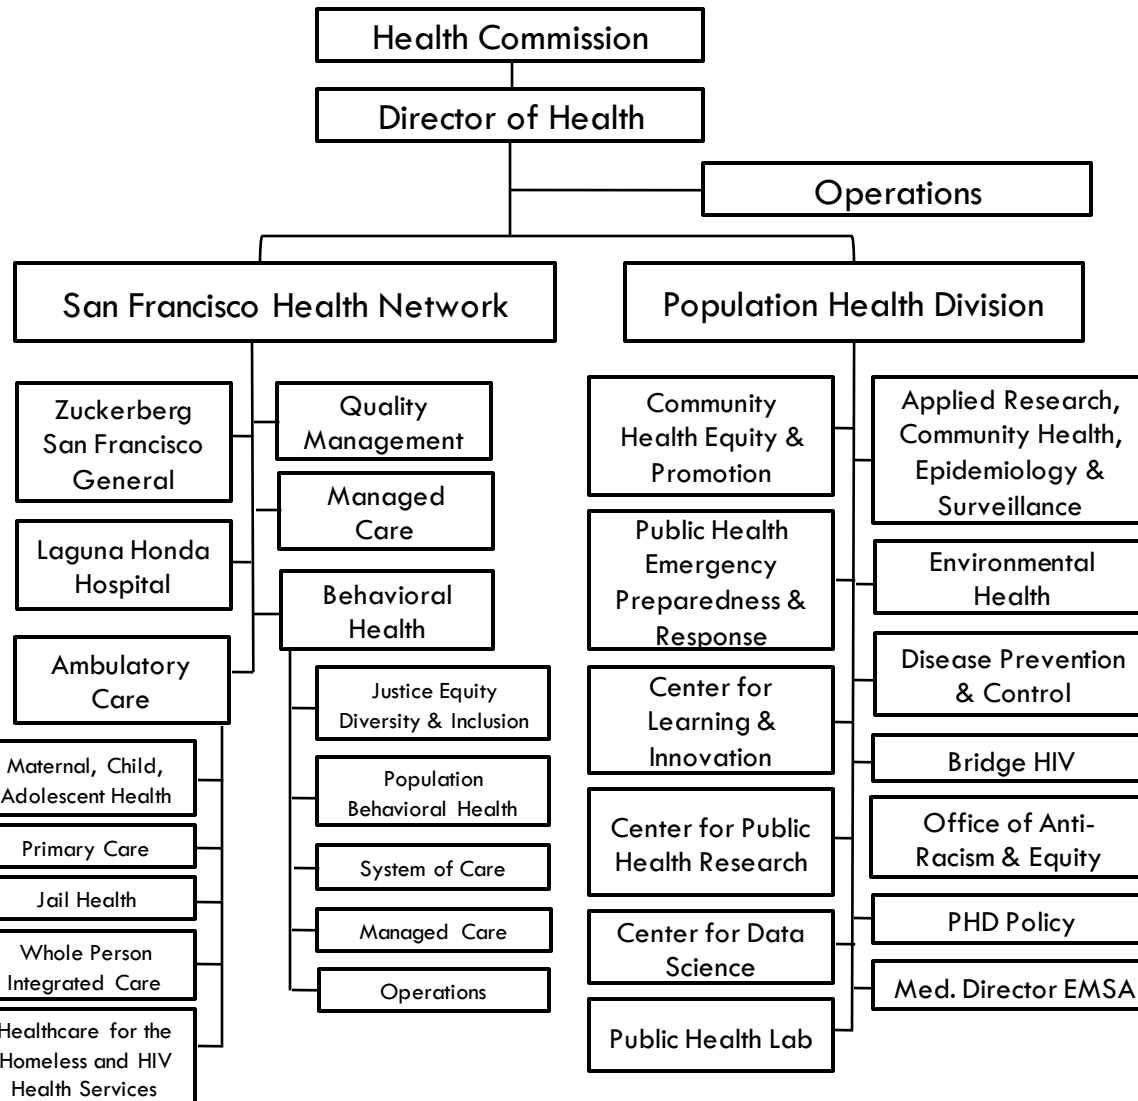 Health Commission
Director of Health
Operations
San Francisco Health Network
Population Health Division
Zuckerberg
San Francisco
General
Laguna Honda
Hospital
Ambulatory
Care
Maternal, Child,
Adolescent Health
Primary Care
Jail Health
Whole Person
Integrated Care
Healthcare for the
Homeless and HIV
Health Services
Quality
Management
Managed
Care
Behavioral
Health
Justice Equity
Diversity & Inclusion
Population
Behavioral Health
System of Care
Managed Care
Operations
Community
Health Equity &
Promotion
Public Health
Emergency
Preparedness &
Response
Center for
Learning &
Innovation
Center for Public
Health Research
Center for Data
Science
Public Health Lab
Applied Research,
Community Health,
Epidemiology &
Surveillance
Environmental
Health
Disease Prevention
& Control
Bridge HIV
Office of Anti-
Racism & Equity
PHD Policy
Med. Director EMSA